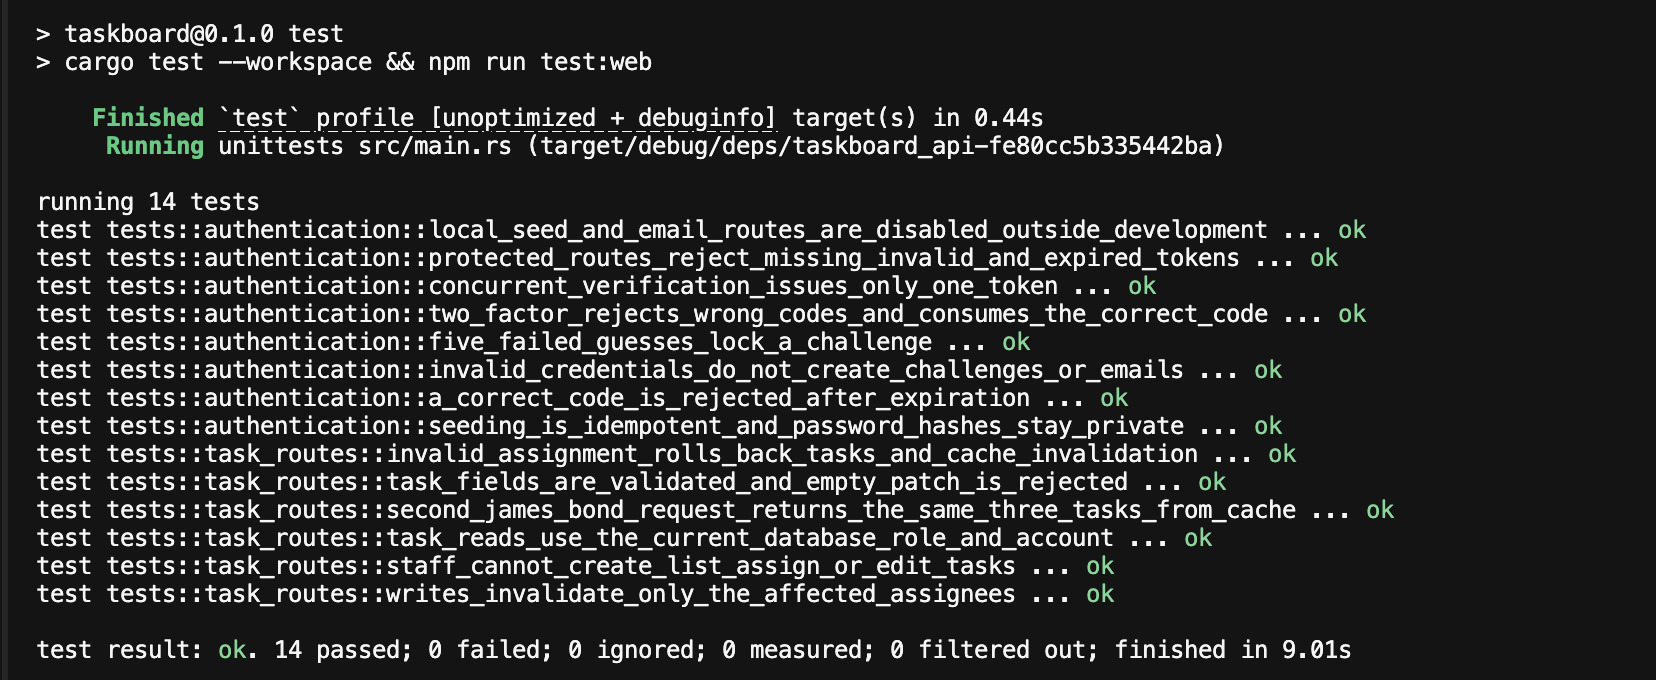 > taskboard@0.1.0 test
> cargo test --workspace && npm run test:web
Finished `test` profile [unoptimized + debuginfo] target(s) in 0.44s
Running unittests src/main.rs (target/debug/deps/taskboard_api-fe80cc5b335442ba)
running 14 tests
test tests::authentication::local_seed_and_email_routes_are_disabled_outside_development ... ok
test tests::authentication::protected_routes_reject_missing_invalid_and_expired_tokens ... ok
test tests::authentication::concurrent_verification_issues_only_one_token ... ok
test tests::authentication::two_factor_rejects_wrong_codes_and_consumes_the_correct_code ... ok
test tests::authentication::five_failed_guesses_lock_a_challenge ... ok
test tests::authentication::invalid_credentials_do_not_create_challenges_or_emails ... ok
test tests::authentication::a_correct_code_is_rejected_after_expiration ... ok
test tests::authentication::seeding_is_idempotent_and_password_hashes_stay_private ... ok
test tests::task_routes::invalid_assignment_rolls_back_tasks_and_cache_invalidation ... ok
test tests::task_routes::task_fields_are_validated_and_empty_patch_is_rejected ... ok
test tests::task_routes::second_james_bond_request_returns_the_same_three_tasks_from_cache ... ok
test tests::task_routes::task_reads_use_the_current_database_role_and_account ... ok
test tests::task_routes::staff_cannot_create_list_assign_or_edit_tasks ... ok
test tests::task_routes::writes_invalidate_only_the_affected_assignees ... ok
test result: ok. 14 passed; 0 failed; 0 ignored; 0 measured; 0 filtered out; finished in 9.01s